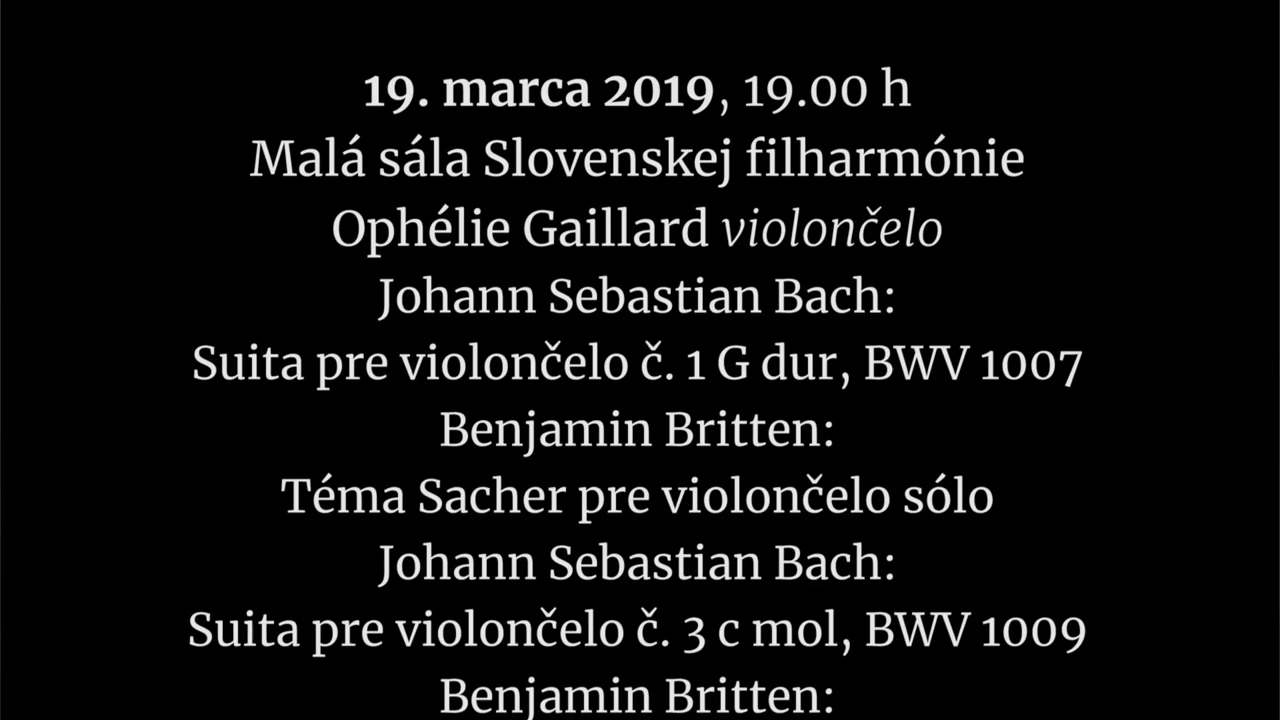 19. marca 2019, 19.00 h
Malá sála Slovenskej filharmónie
Ophélie Gaillard violončelo
Johann Sebastian Bach:
Suita pre violončelo č. 1 G dur, BWV 1007
Benjamin Britten:
Téma Sacher pre violončelo sólo
Johann Sebastian Bach:
Suita pre violončelo č. 3 c mol, BWV 1009
Benjamin Britten: